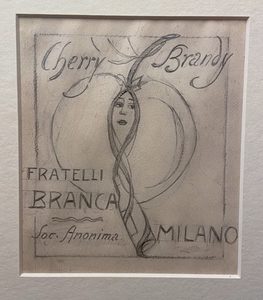 Cherry Brandy
FRATELLI
BRANCA
Soc. Anonima
MILANO